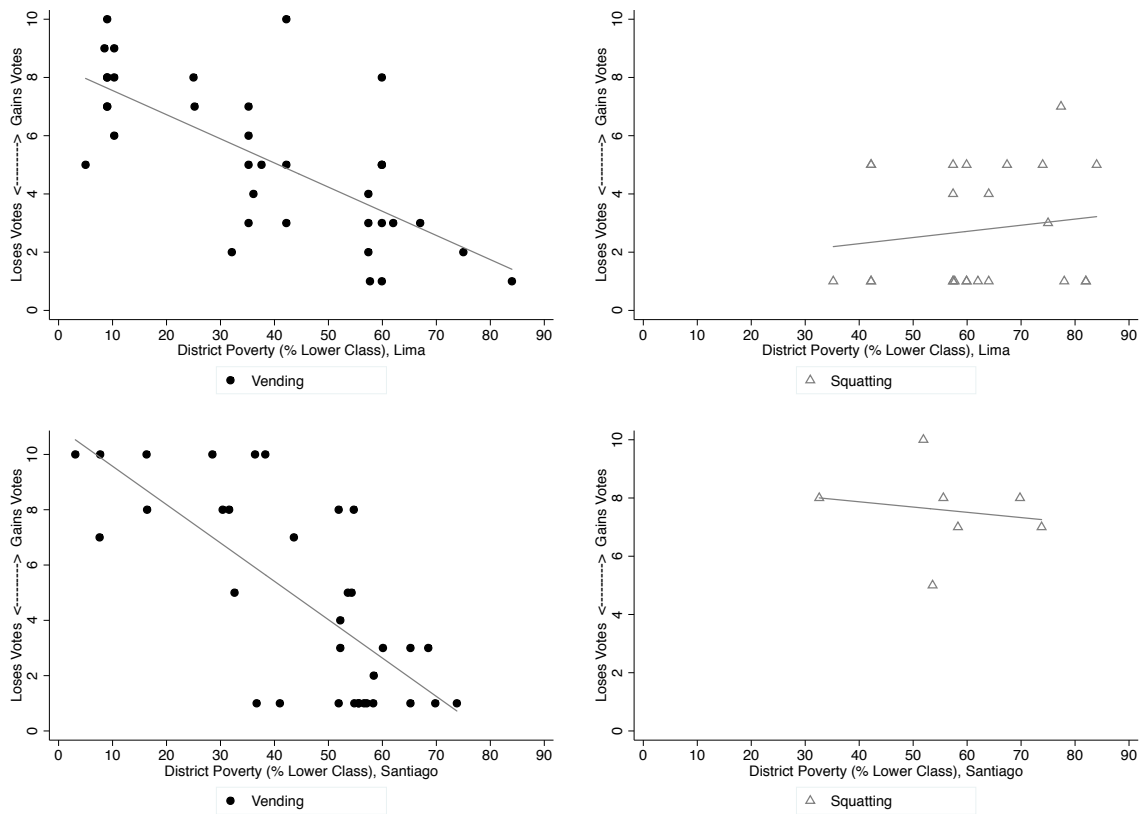 Loses Votes <-------> Gains Votes
10
8
6
4
2
0
0 10 20 30 40 50 60 70 80 90
District Poverty (% Lower Class), Lima
Vending
Loses Votes <-------> Gains Votes
10
8
6
4
2
0
0 10 20 30 40 50 60 70 80 90
District Poverty (% Lower Class), Lima
Squatting
Loses Votes <-------> Gains Votes
10
8
6
4
2
0
0 10 20 30 40 50 60 70 80 90
District Poverty (% Lower Class), Santiago
Vending
Loses Votes <-------> Gains Votes
10
8
6
4
2
0
0 10 20 30 40 50 60 70 80 90
District Poverty (% Lower Class), Santiago
Squatting